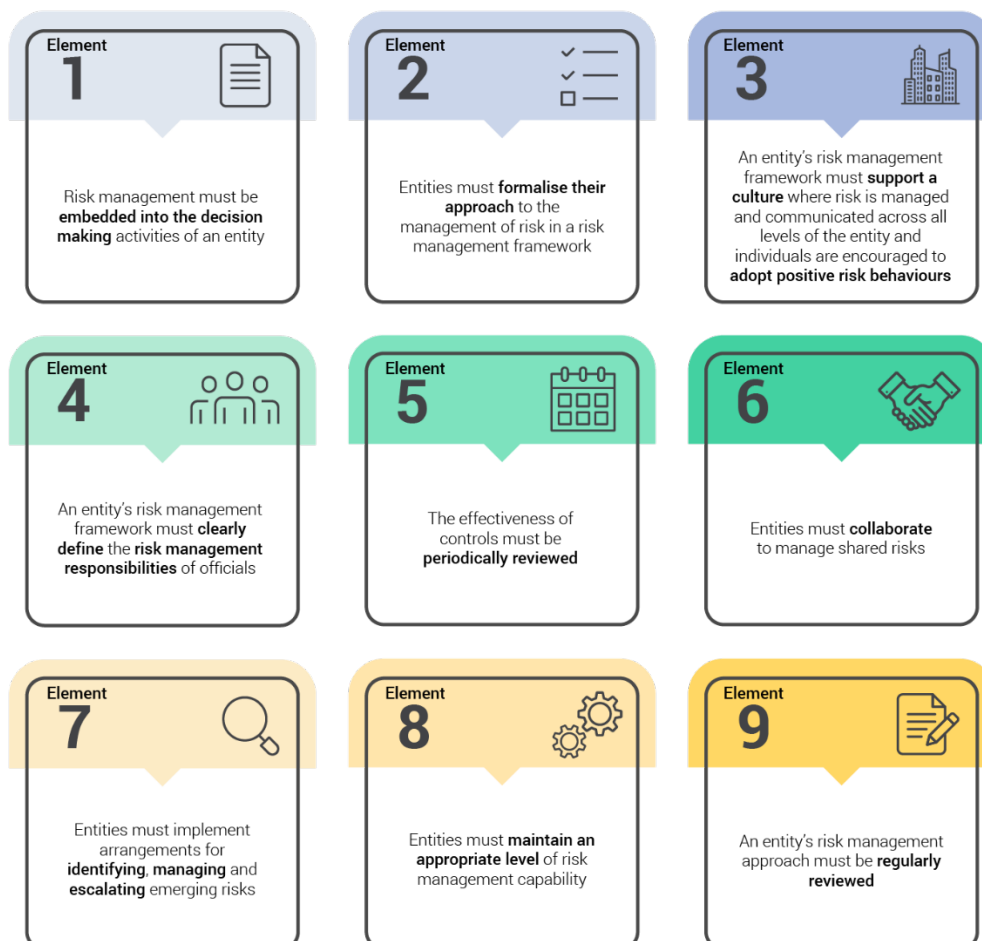 Element
1
Risk management must be
embedded into the decision
making activities of an entity
Element
2
Entities must formalise their
approach to the
management of risk in a risk
management framework
Element
3
An entity's risk management
framework must support a
culture where risk is managed
and communicated across all
levels of the entity and
individuals are encouraged to
adopt positive risk behaviours
Element
4
An entity's risk management
framework must clearly
define the risk management
responsibilities of officials
Element
5
The effectiveness of
controls must be
periodically reviewed
Element
6
Entities must collaborate
to manage shared risks
Element
7
Entities must implement
arrangements for
identifying, managing and
escalating emerging risks
Element
8
Entities must maintain an
appropriate level of risk
management capability
Element
9
An entity's risk management
approach must be regularly
reviewed